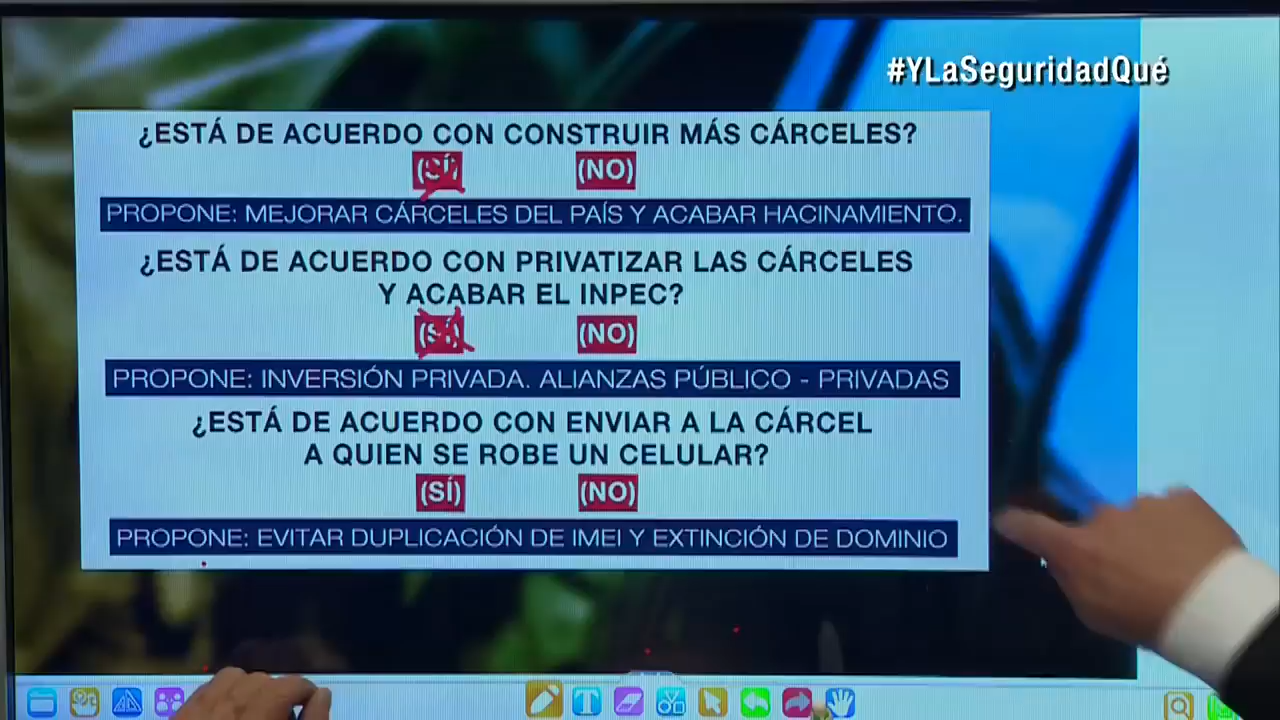 #YLaSeguridadQué
¿ESTÁ DE ACUERDO CON CONSTRUIR MÁS CÁRCELES?
(SÍ) (NO)
PROPONE: MEJORAR CÁRCELES DEL PAÍS Y ACABAR HACINAMIENTO.
¿ESTÁ DE ACUERDO CON PRIVATIZAR LAS CÁRCELES
Y ACABAR EL INPEC?
(SÍ) (NO)
PROPONE: INVERSIÓN PRIVADA. ALIANZAS PÚBLICO - PRIVADAS
¿ESTÁ DE ACUERDO CON ENVIAR A LA CÁRCEL
A QUIEN SE ROBE UN CELULAR?
(SÍ) (NO)
PROPONE: EVITAR DUPLICACIÓN DE IMEI Y EXTINCIÓN DE DOMINIO